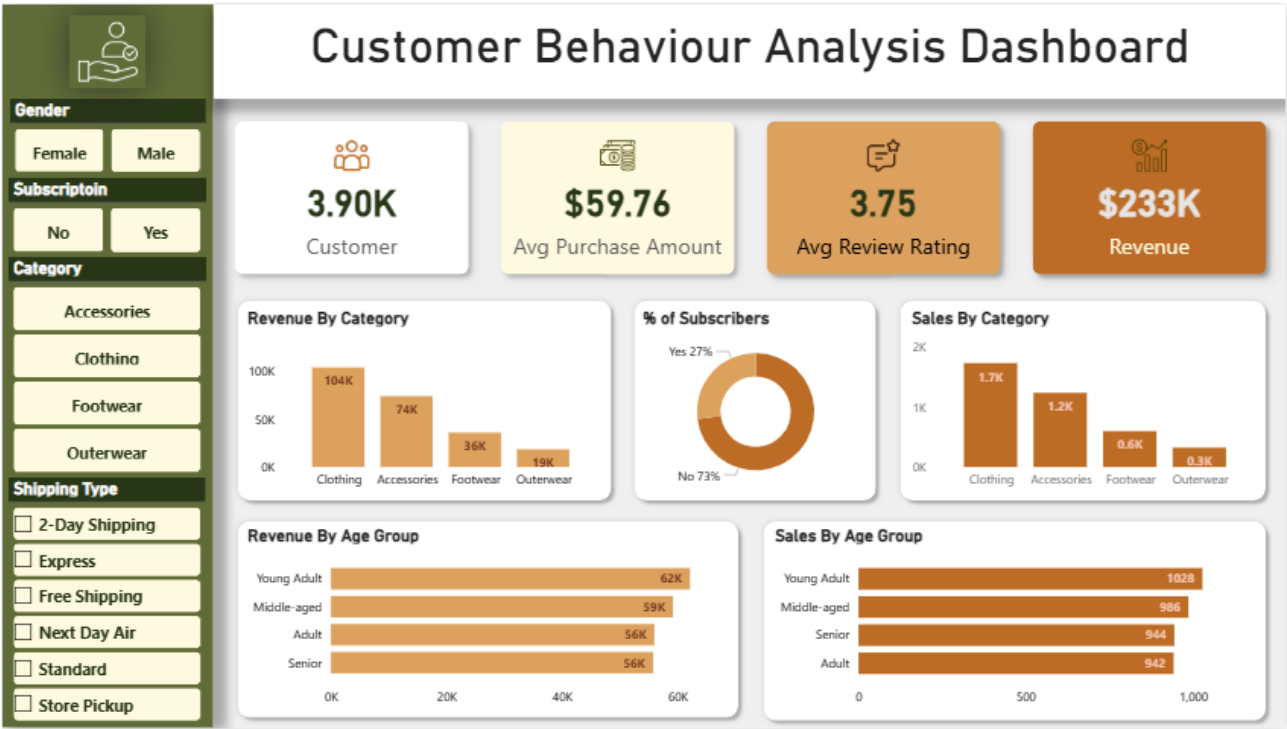 Customer Behaviour Analysis Dashboard
Gender
Female Male
Subscriptoin
No Yes
Category
Accessories
Clothing
Footwear
Outerwear
Shipping Type
2-Day Shipping
Express
Free Shipping
Next Day Air
Standard
Store Pickup
3.90K
Customer
$59.76
Avg Purchase Amount
3.75
Avg Review Rating
$233K
Revenue
Revenue By Category
100K
50K
0K
104K
74K
36K
19K
Clothing Accessories Footwear Outerwear
% of Subscribers
Yes 27%
No 73%
Sales By Category
2K
1K
0K
1.7K
1.2K
0.6K
0.3K
Clothing Accessories Footwear Outerwear
Revenue By Age Group
Young Adult 62K
Middle-aged 59K
Adult 56K
Senior 56K
0K 20K 40K 60K
Sales By Age Group
Young Adult 1028
Middle-aged 986
Senior 944
Adult 942
0 500 1,000